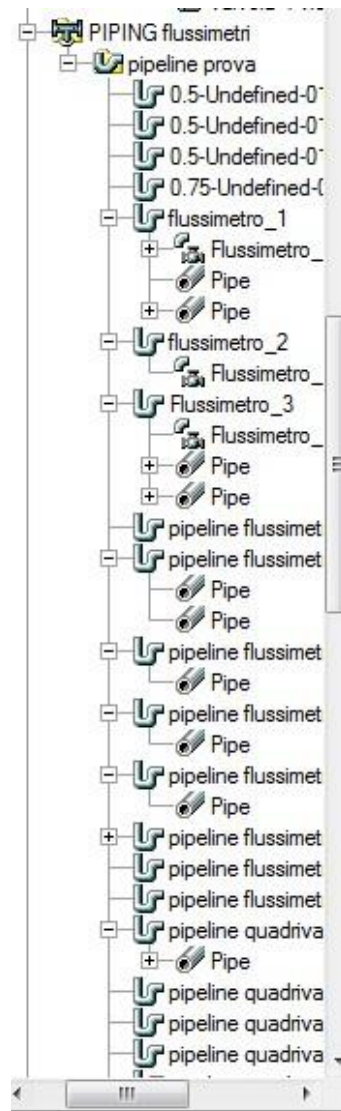 PIPING flussimetri
pipeline prova
0.5-Undefined-0
0.5-Undefined-0
0.5-Undefined-0
0.75-Undefined-
flussimetro_1
Flussimetro_
Pipe
Pipe
flussimetro_2
Flussimetro_
Flussimetro_3
Flussimetro_
Pipe
Pipe
pipeline flussimet
pipeline flussimet
Pipe
Pipe
pipeline flussimet
Pipe
pipeline flussimet
Pipe
pipeline flussimet
Pipe
pipeline flussimet
pipeline flussimet
pipeline flussimet
pipeline quadriva
Pipe
pipeline quadriva
pipeline quadriva
pipeline quadriva